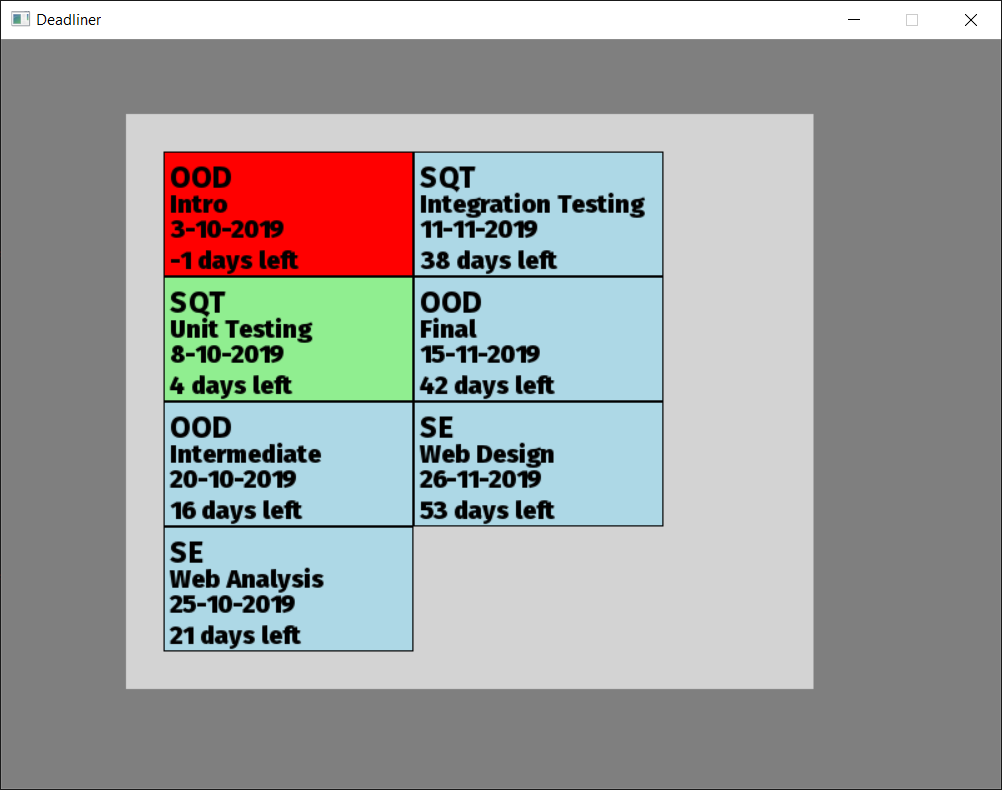 Deadliner
OOD
Intro
3-10-2019
-1 days left
SQT
Unit Testing
8-10-2019
4 days left
OOD
Intermediate
20-10-2019
16 days left
SE
Web Analysis
25-10-2019
21 days left
SQT
Integration Testing
11-11-2019
38 days left
OOD
Final
15-11-2019
42 days left
SE
Web Design
26-11-2019
53 days left